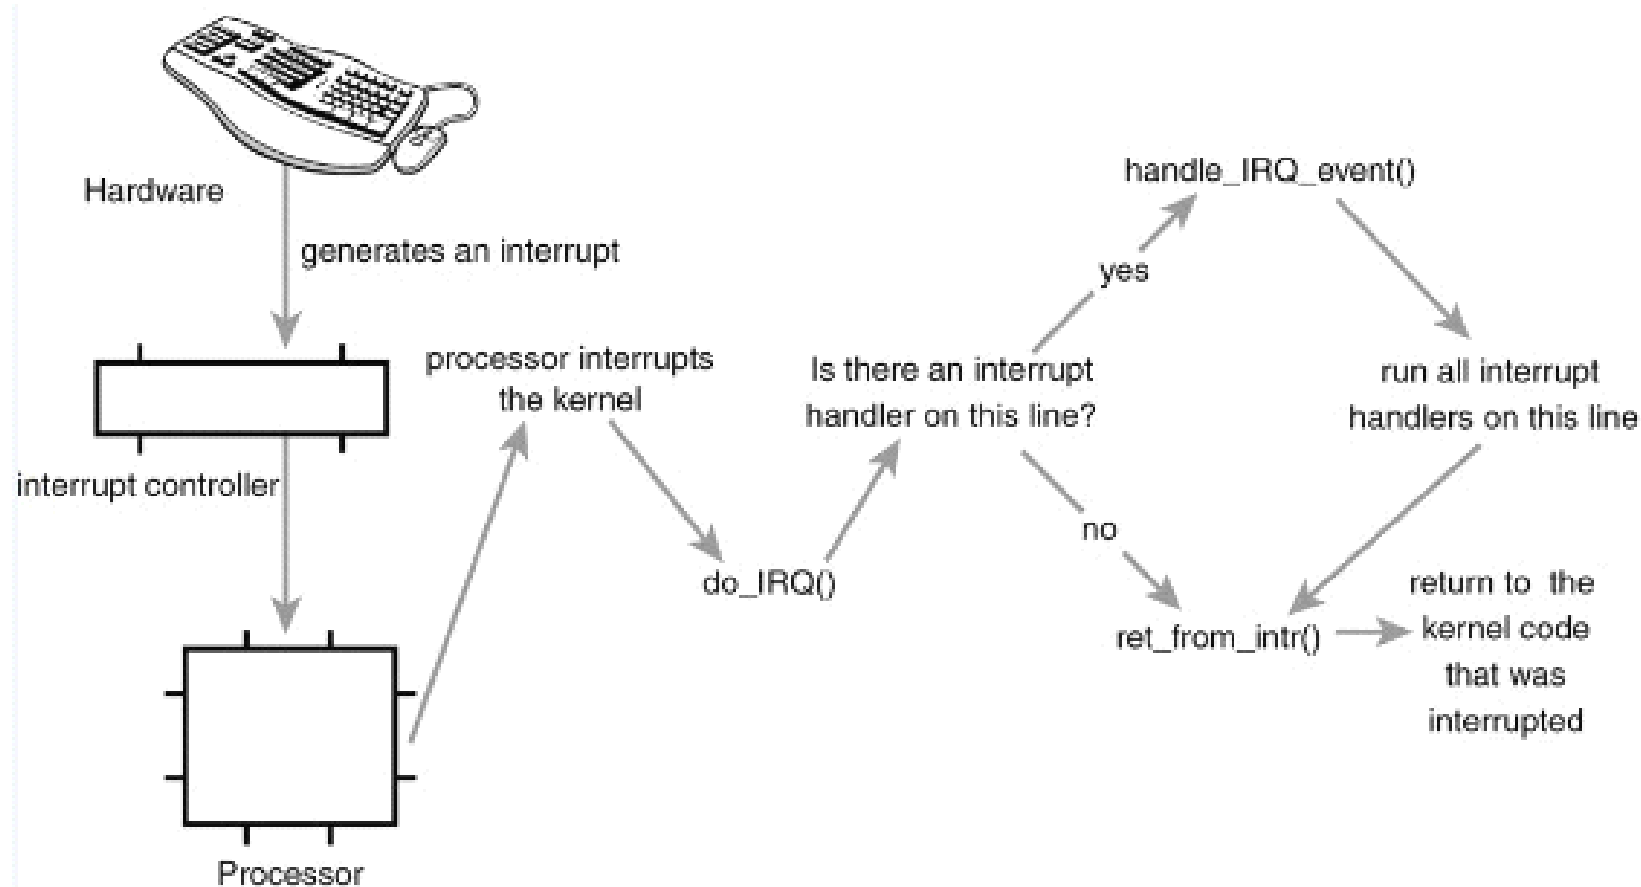 Hardware
generates an interrupt
interrupt controller
Processor
processor interrupts
the kernel
do_IRQ()
Is there an interrupt
handler on this line?
yes
no
handle_IRQ_event()
run all interrupt
handlers on this line
ret_from_intr()
return to the
kernel code
that was
interrupted